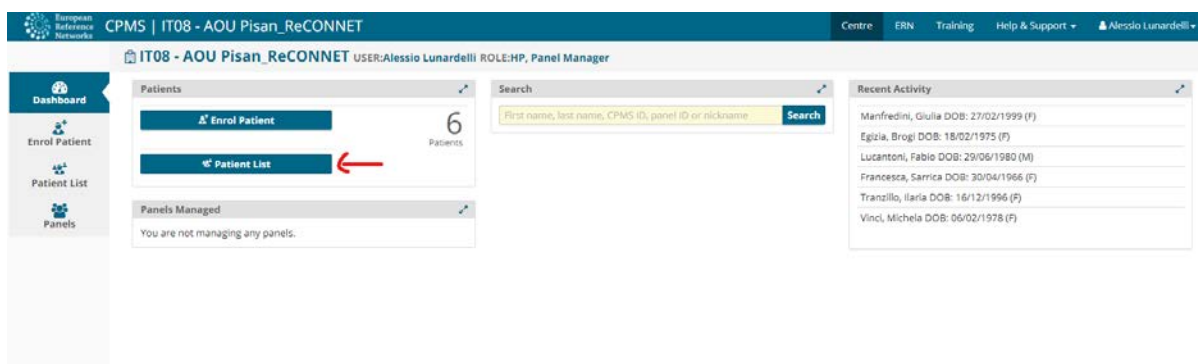 European
Reference
Networks
CPMS | IT08 - AOU Pisan_ReCONNET
Centre
ERN
Training
Help & Support
Alessio Lunardelli
IT08 - AOU Pisan_ReCONNET USER:Alessio Lunardelli ROLE:HP, Panel Manager
Dashboard
Enrol Patient
Patient List
Panels
Patients
Enrol Patient
6
Patients
Patient List
Panels Managed
You are not managing any panels.
Search
First name, last name, CPMS ID, panel ID or nickname
Search
Recent Activity
Manfredini, Giulia DOB: 27/02/1999 (F)
Egizia, Brogi DOB: 18/02/1975 (F)
Lucantoni, Fabio DOB: 29/06/1980 (M)
Francesca, Sarrica DOB: 30/04/1966 (F)
Tranzillo, Ilaria DOB: 16/12/1996 (F)
Vinci, Michela DOB: 06/02/1978 (F)